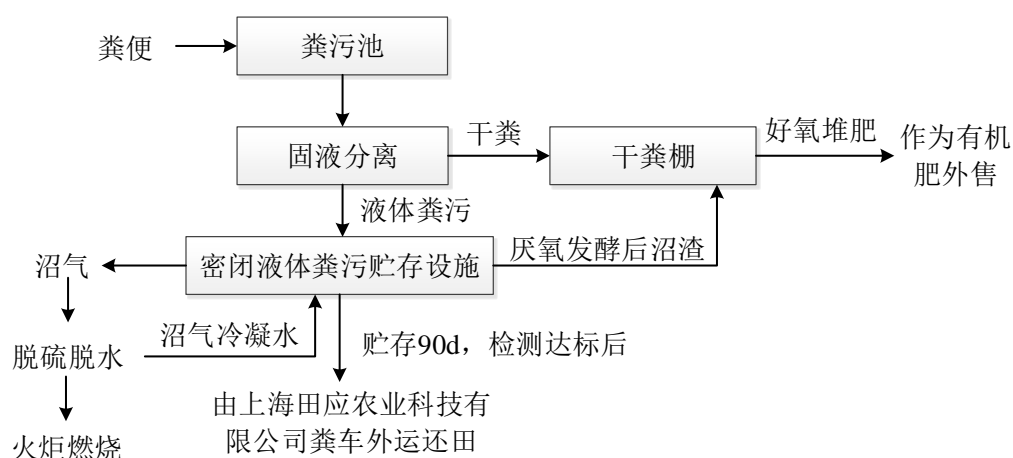 粪便
粪污池
固液分离
干粪
干粪棚
好氧堆肥
作为有机
肥外售
液体粪污
沼气
密闭液体粪污贮存设施
厌氧发酵后沼渣
脱硫脱水
沼气冷凝水
贮存90d，检测达标后
火炬燃烧
由上海田应农业科技有
限公司粪车外运还田